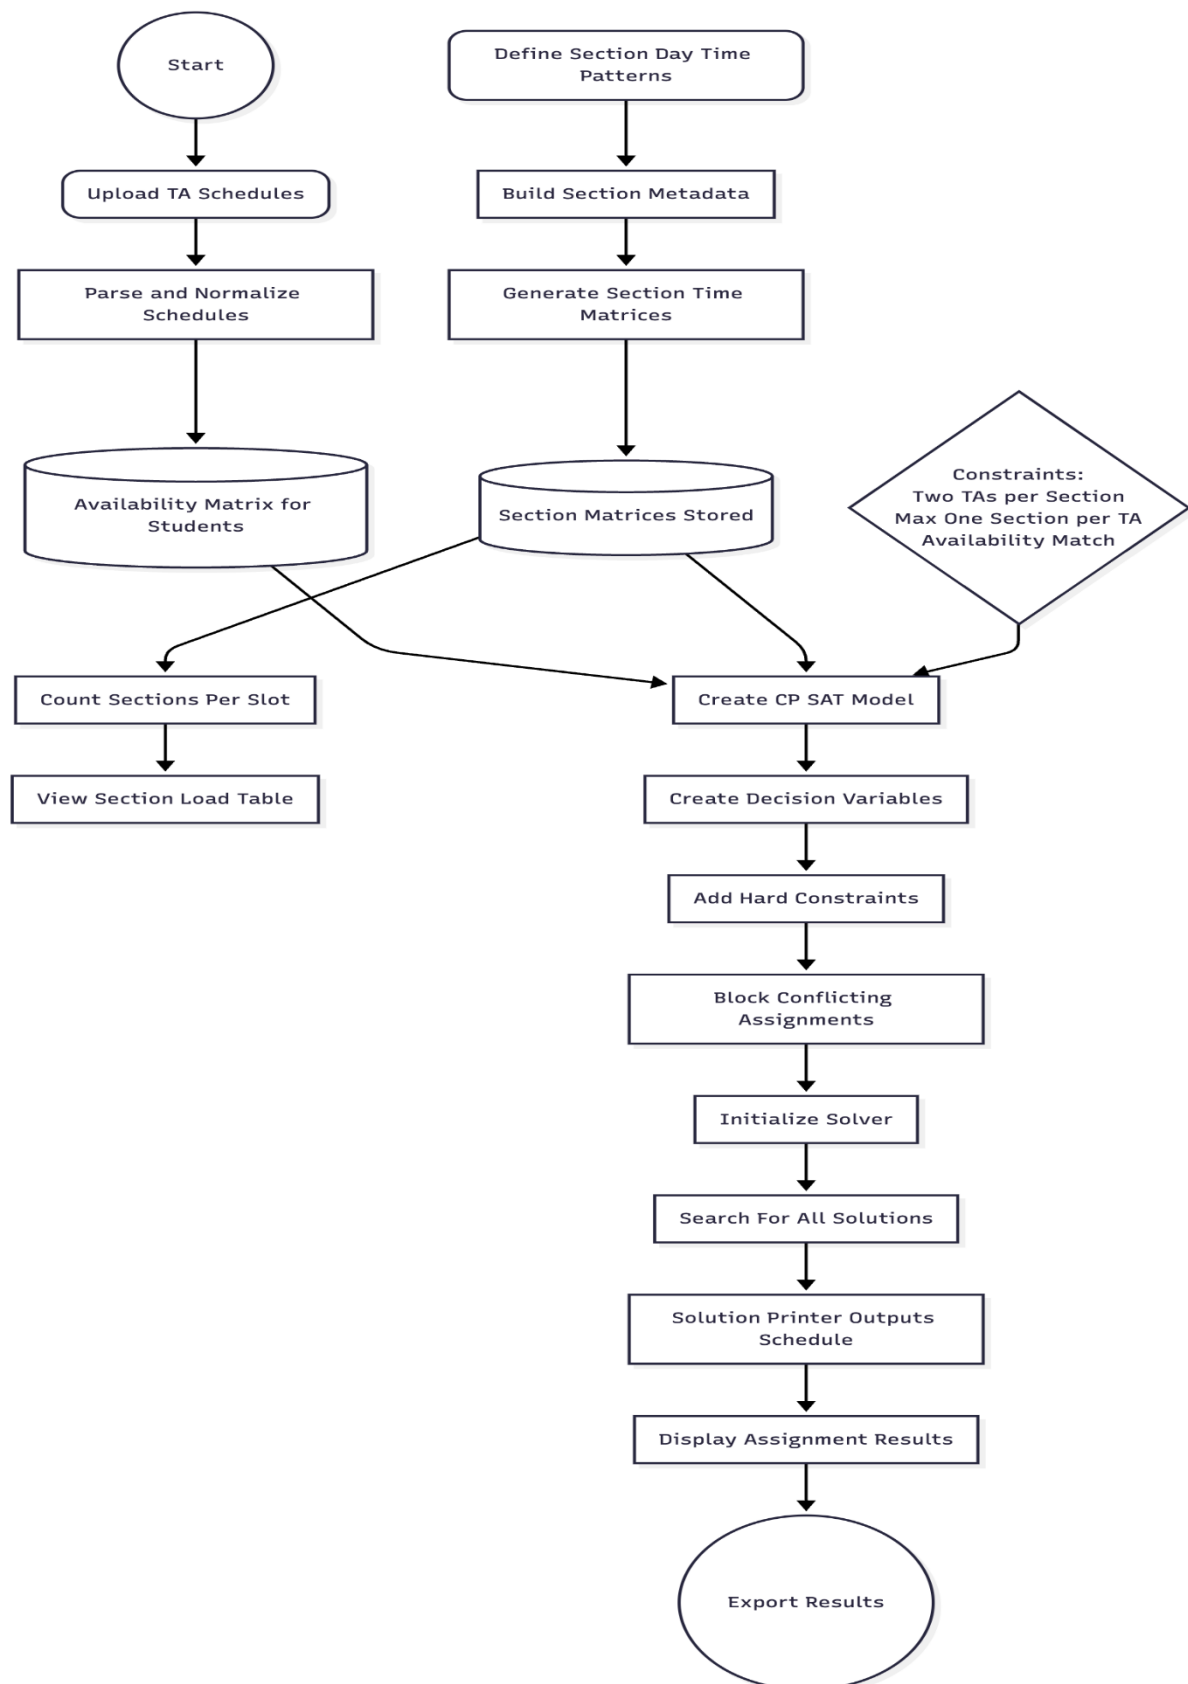 Start
Define Section Day Time
Patterns
Upload TA Schedules
Build Section Metadata
Parse and Normalize
Schedules
Generate Section Time
Matrices
Availability Matrix for
Students
Section Matrices Stored
Constraints:
Two TAs per Section
Max One Section per TA
Availability Match
Count Sections Per Slot
Create CP SAT Model
View Section Load Table
Create Decision Variables
Add Hard Constraints
Block Conflicting
Assignments
Initialize Solver
Search For All Solutions
Solution Printer Outputs
Schedule
Display Assignment Results
Export Results